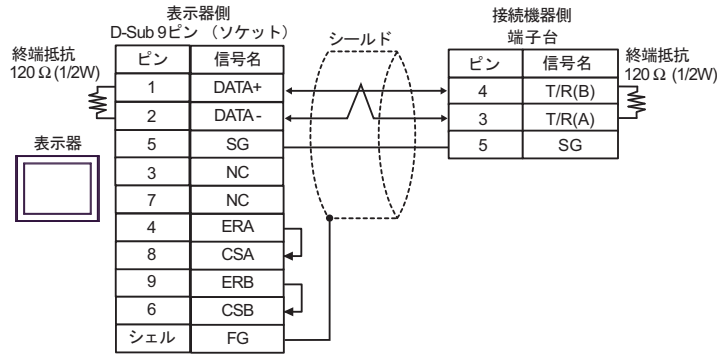 表示器側
D-Sub 9ピン （ソケット）
シールド
接続機器側
端子台
終端抵抗
120 Ω (1/2W)
ピン 信号名
1 DATA+
2 DATA -
5 SG
3 NC
7 NC
4 ERA
8 CSA
9 ERB
6 CSB
シェル FG
表示器
ピン 信号名
4 T/R(B)
3 T/R(A)
5 SG
終端抵抗
120 Ω (1/2W)